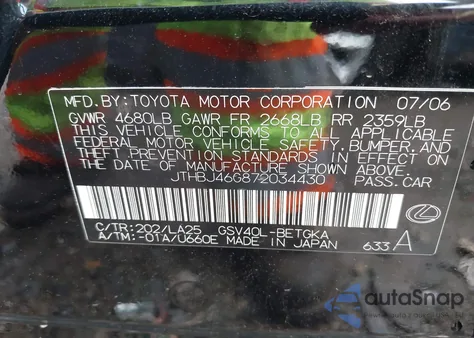 MFD.BY:TOYOTA MOTOR CORPORATION 07/06
GVWR 4680LB GAWR FR 2668LB RR 2359LB
THIS VEHICLE CONFORMS TO ALL APPLICABLE
FEDERAL MOTOR VEHICLE SAFETY,BUMPER,AND
THEFT PREVENTION STANDARDS IN EFFECT ON
THE DATE OF MANUFACTURE SHOWN ABOVE.
JTHBJ46G872034430 PASS.CAR
C/TR:202/LA25 GSV40L-BETGKA
A/TM:-01A/U660E MADE IN JAPAN 633 A
autoSnap